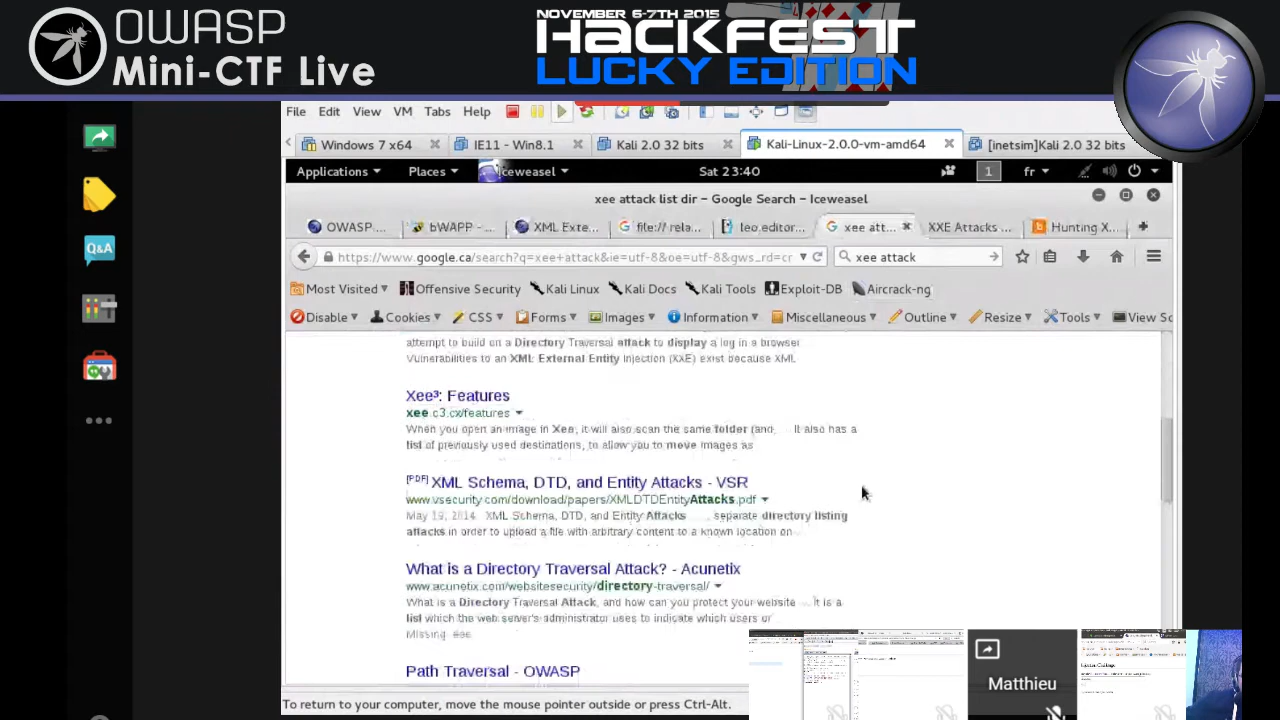 OWASP
Mini-CTF Live
NOVEMBER 6-7TH 2015
HACKFEST
LUCKY EDITION
File Edit View VM Tabs Help
Windows 7 x64
IE11 - Win8.1
Kali 2.0 32 bits
Kali-Linux-2.0.0-vm-amd64
[inetsim]Kali 2.0 32 bits
Applications Places Iceweasel Sat 23:40 1 fr
xee attack list dir - Google Search - Iceweasel
OWASP... bWAPP - ... XML Exte... file:// rela... leo editor... xee att... XXE Attacks ... Hunting X...
https://www.google.ca/search?q=xee+attack&ie=utf-8&oe=utf-8&gws_rd=cr
xee attack
Most Visited Offensive Security Kali Linux Kali Docs Kali Tools Exploit-DB Aircrack-ng
Disable Cookies CSS Forms Images Information Miscellaneous Outline Resize Tools View Sc
attempt to build on a Directory Traversal attack to display a log in a browser
Vulnerabilities to an XML External Entity Injection (XXE) exist because XML
Xee³: Features
xee.c3.cx/features
When you open an image in Xee, it will also scan the same folder (and, ... It also has a
list of previously used destinations, to allow you to move images as
[PDF] XML Schema, DTD, and Entity Attacks - VSR
www.vsecurity.com/download/papers/XMLDTDEntityAttacks.pdf
May 19, 2014 XML Schema, DTD, and Entity Attacks ... separate directory listing
attacks in order to upload a file with arbitrary content to a known location on
What is a Directory Traversal Attack? - Acunetix
www.acunetix.com/websitesecurity/directory-traversal/
What is a Directory Traversal Attack, and how can you protect your website ... It is a
list which the web server's administrator uses to indicate which users or
Path Traversal - OWASP
To return to your computer, move the mouse pointer outside or press Ctrl-Alt.
Q&A
Matthieu